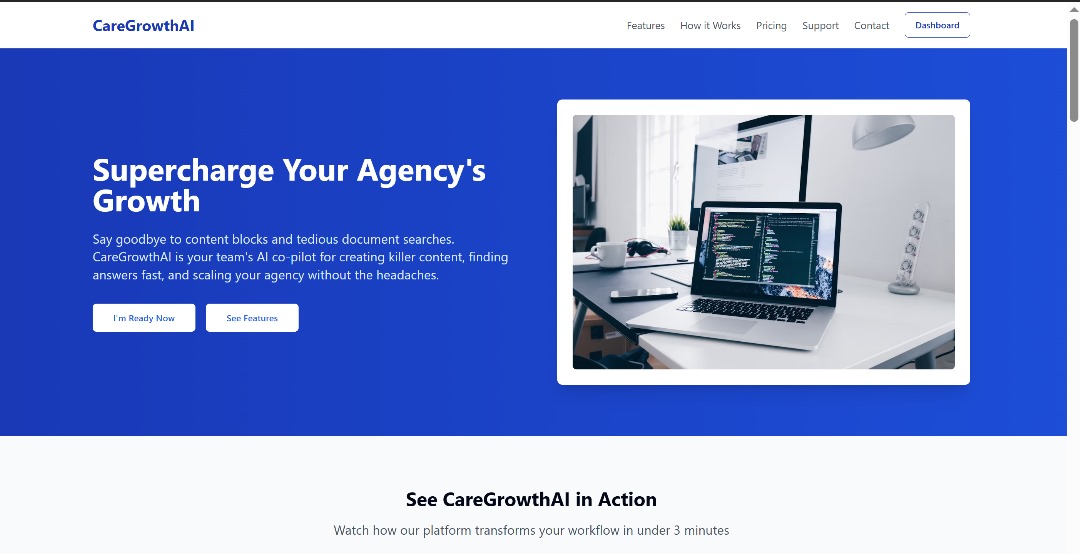 CareGrowthAI
Features How it Works Pricing Support Contact Dashboard
Supercharge Your Agency's
Growth
Say goodbye to content blocks and tedious document searches.
CareGrowthAI is your team's AI co-pilot for creating killer content, finding
answers fast, and scaling your agency without the headaches.
I'm Ready Now See Features
See CareGrowthAI in Action
Watch how our platform transforms your workflow in under 3 minutes